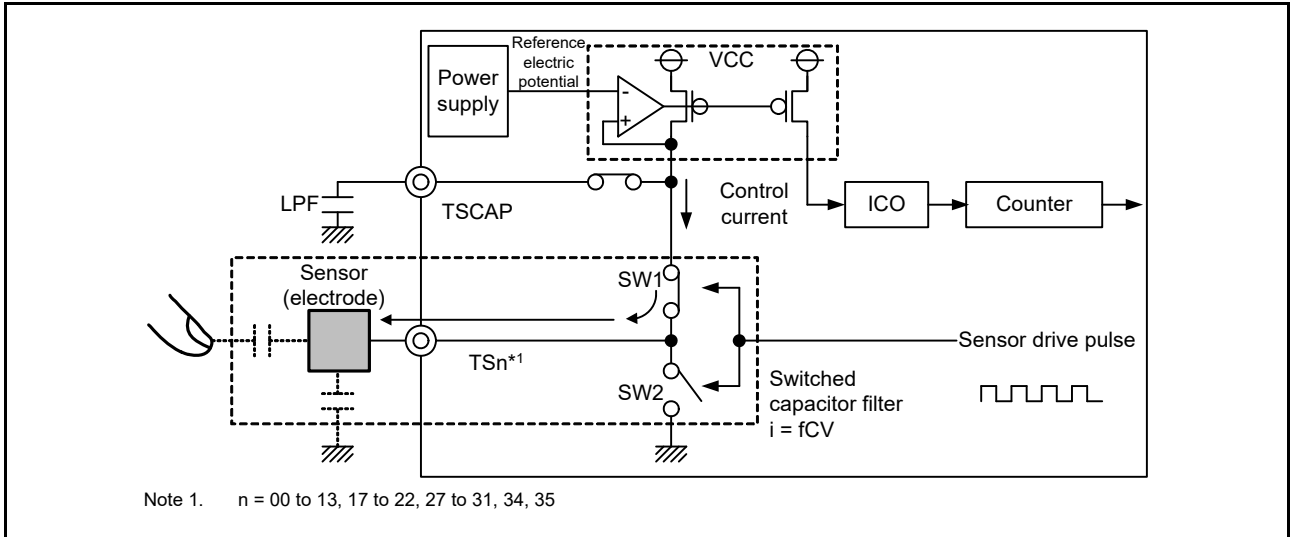 Power
supply
Reference
electric
potential
VCC
-
+
LPF
TSCAP
Control
current
ICO
Counter
Sensor
(electrode)
SW1
TSn*1
SW2
Sensor drive pulse
Switched
capacitor filter
i = fCV
Note 1. n = 00 to 13, 17 to 22, 27 to 31, 34, 35